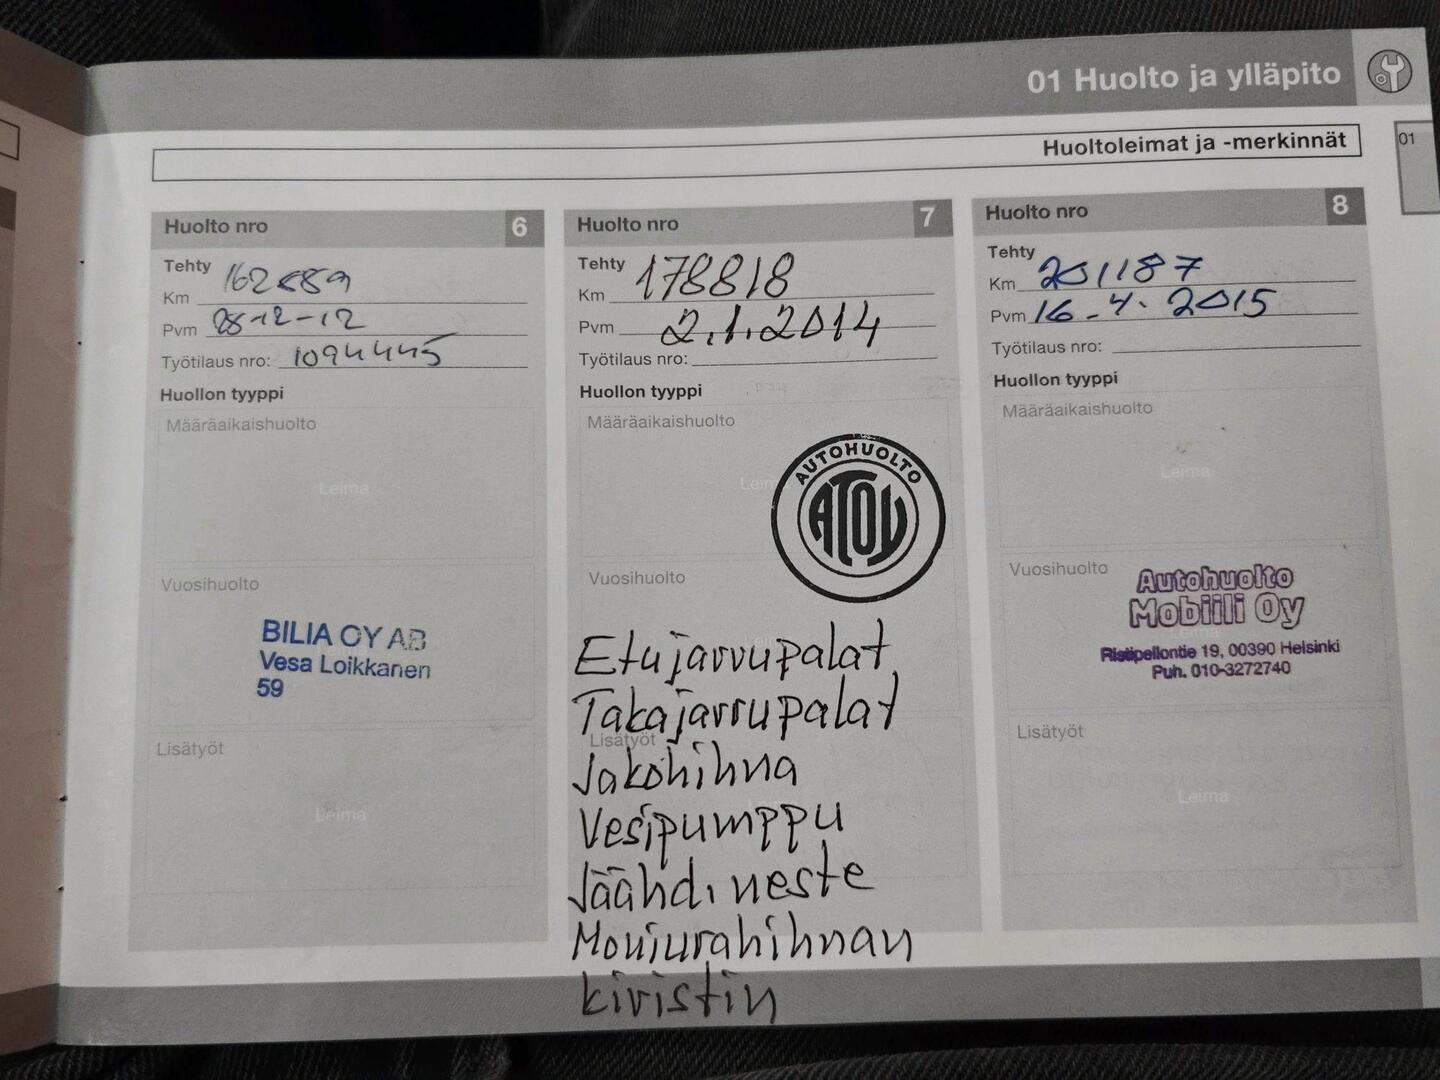 01 Huolto ja ylläpito
Huoltoleimat ja -merkinnät
01
Huolto nro 6
Tehty
Km 162689
Pvm 28-12-12
Työtilaus nro: 1094445
Huollon tyyppi
Määräaikaishuolto
Leima
Vuosihuolto
BILIA OY AB
Vesa Loikkanen
59
Lisätyöt
Leima
Huolto nro 7
Tehty
Km 178818
Pvm 2.1.2014
Työtilaus nro:
Huollon tyyppi
Määräaikaishuolto
Leima
AUTOHUOLTO
ATOY
Vuosihuolto
Etujarrupalat
Takajarrupalat
Lisätyöt
Jakohihna
Vesipumppu
Jäähdineste
Moniurahihnan
kiristin
Huolto nro 8
Tehty
Km 201187
Pvm 16-4.2015
Työtilaus nro:
Huollon tyyppi
Määräaikaishuolto
Leima
Vuosihuolto
Autohuolto
Mobiili Oy
Leima
Ristipellontie 19, 00390 Helsinki
Puh. 010-3272740
Lisätyöt
Leima